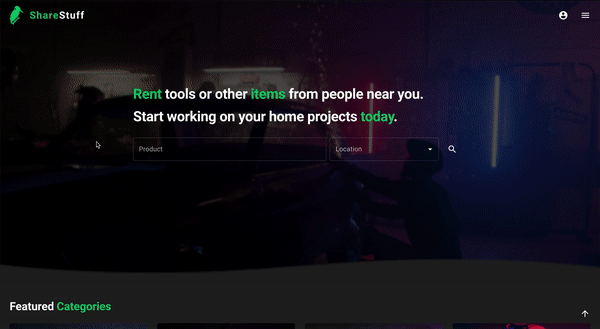 ShareStuff
Rent tools or other items from people near you.
Start working on your home projects today.
Product
Location
Featured Categories